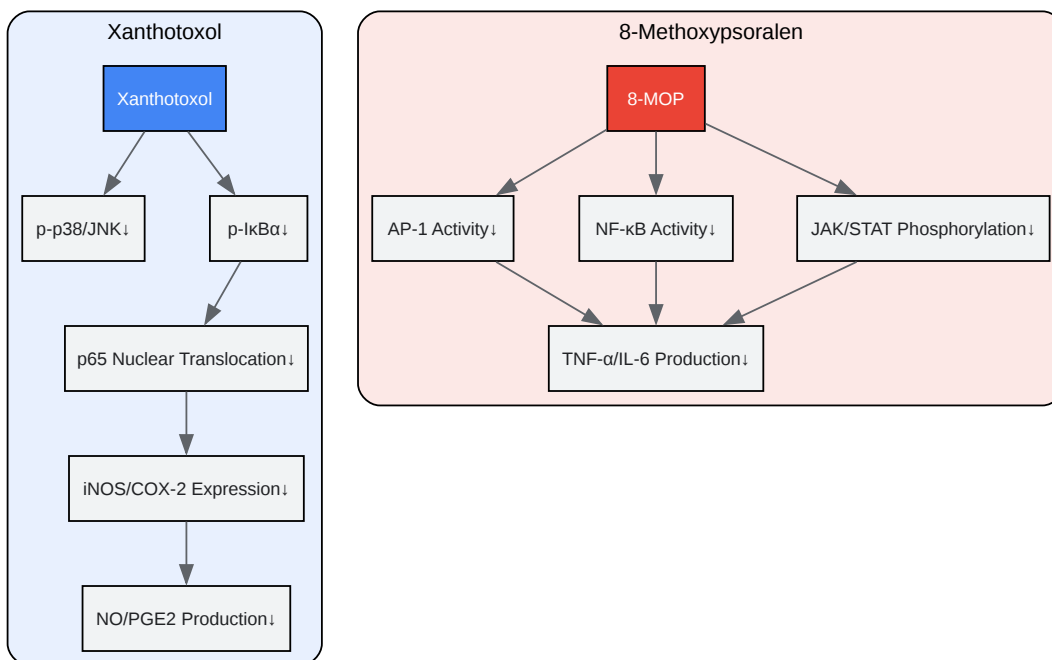 Xanthotoxol
Xanthotoxol
p-p38/JNK↓
p-IκBα↓
p65 Nuclear Translocation↓
iNOS/COX-2 Expression↓
NO/PGE2 Production↓
8-Methoxypsoralen
8-MOP
AP-1 Activity↓
NF-κB Activity↓
JAK/STAT Phosphorylation↓
TNF-α/IL-6 Production↓